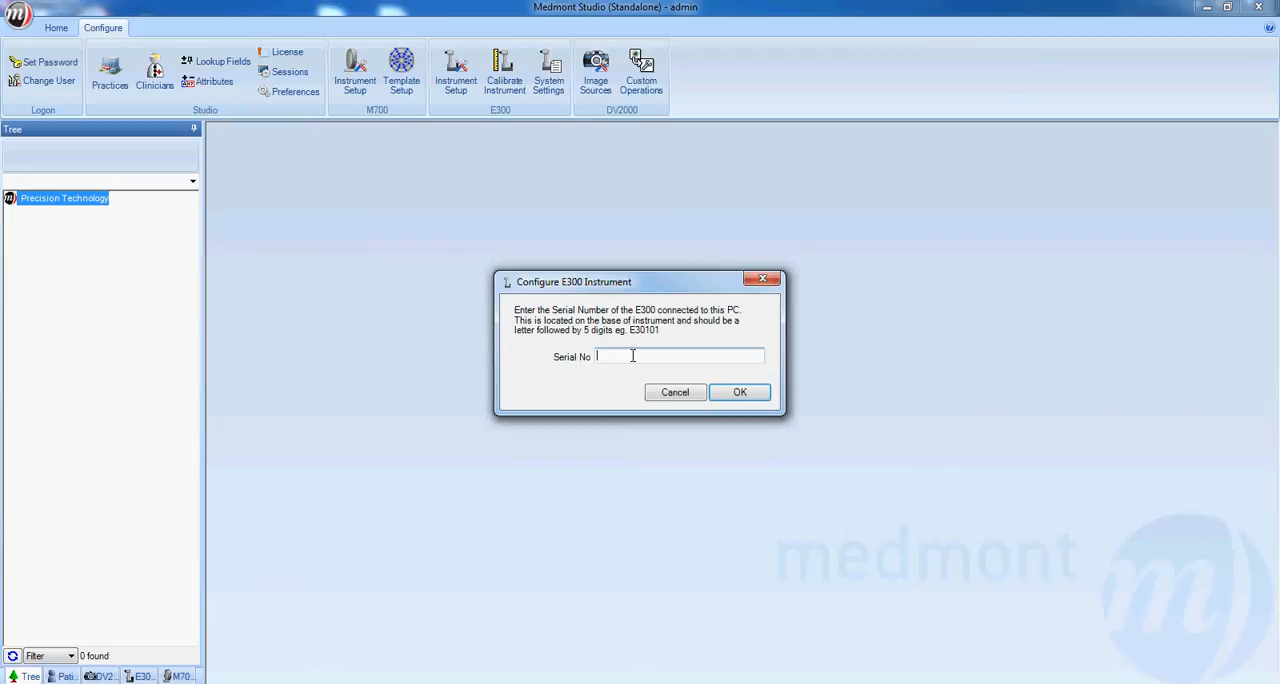 Medmont Studio (Standalone) - admin
Home
Configure
Set Password
Change User
Logon
Practices
Clinicians
Lookup Fields
Attributes
License
Sessions
Preferences
Studio
Instrument
Setup
Template
Setup
M700
Instrument
Setup
Calibrate
Instrument
System
Settings
E300
Image
Sources
Custom
Operations
DV2000
Tree
Precision Technology
Configure E300 Instrument
Enter the Serial Number of the E300 connected to this PC.
This is located on the base of instrument and should be a
letter followed by 5 digits eg. E30101
Serial No
Cancel
OK
medmont
Filter
0 found
Tree
Pati...
DV2...
E30...
M70...